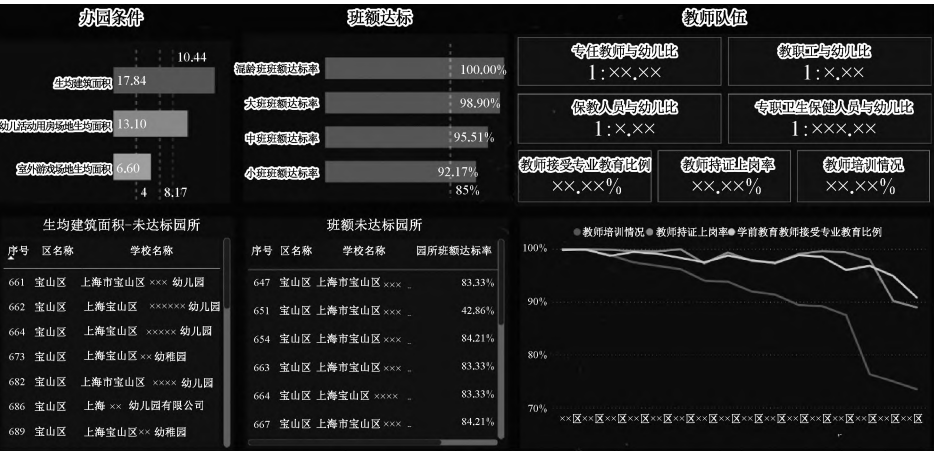 办园条件
10.44
生均建筑面积 17.84
幼儿活动用房场地生均面积 13.10
室外游戏场地生均面积 6.60
4 8.17
班额达标
混龄班班额达标率 100.00%
大班班额达标率 98.90%
中班班额达标率 95.51%
小班班额达标率 92.17%
85%
教师队伍
专任教师与幼儿比 教职工与幼儿比
1:××.×× 1:××.××
保教人员与幼儿比 专职卫生保健人员与幼儿比
1:×.×× 1:×××.××
教师接受专业教育比例 教师持证上岗率 教师培训情况
××.××% ××.××% ××.××%
生均建筑面积-未达标园所
序号 区名称 学校名称
661 宝山区 上海市宝山区 ××× 幼儿园
662 宝山区 上海宝山区 ×××××× 幼儿园
664 宝山区 上海宝山区 ××××× 幼儿园
673 宝山区 上海宝山区 ×× 幼稚园
682 宝山区 上海市宝山区 ×××× 幼儿园
686 宝山区 上海 ×× 幼儿园有限公司
689 宝山区 上海宝山区×× 幼稚园
班额未达标园所
序号 区名称 学校名称 园所班额达标率
647 宝山区 上海市宝山区 ××× .. 83.33%
651 宝山区 上海市宝山区 ××× .. 42.86%
654 宝山区 上海市宝山区 ××× .. 84.21%
663 宝山区 上海市宝山区 ××× .. 83.33%
664 宝山区 上海宝山区 ×××× .. 83.33%
667 宝山区 上海市宝山区 ××× .. 84.21%
教师培训情况 教师持证上岗率 学前教育教师接受专业教育比例
100%
90%
80%
70%
××区××区××区××区××区××区××区××区××区××区××区××区××区××区××区××区